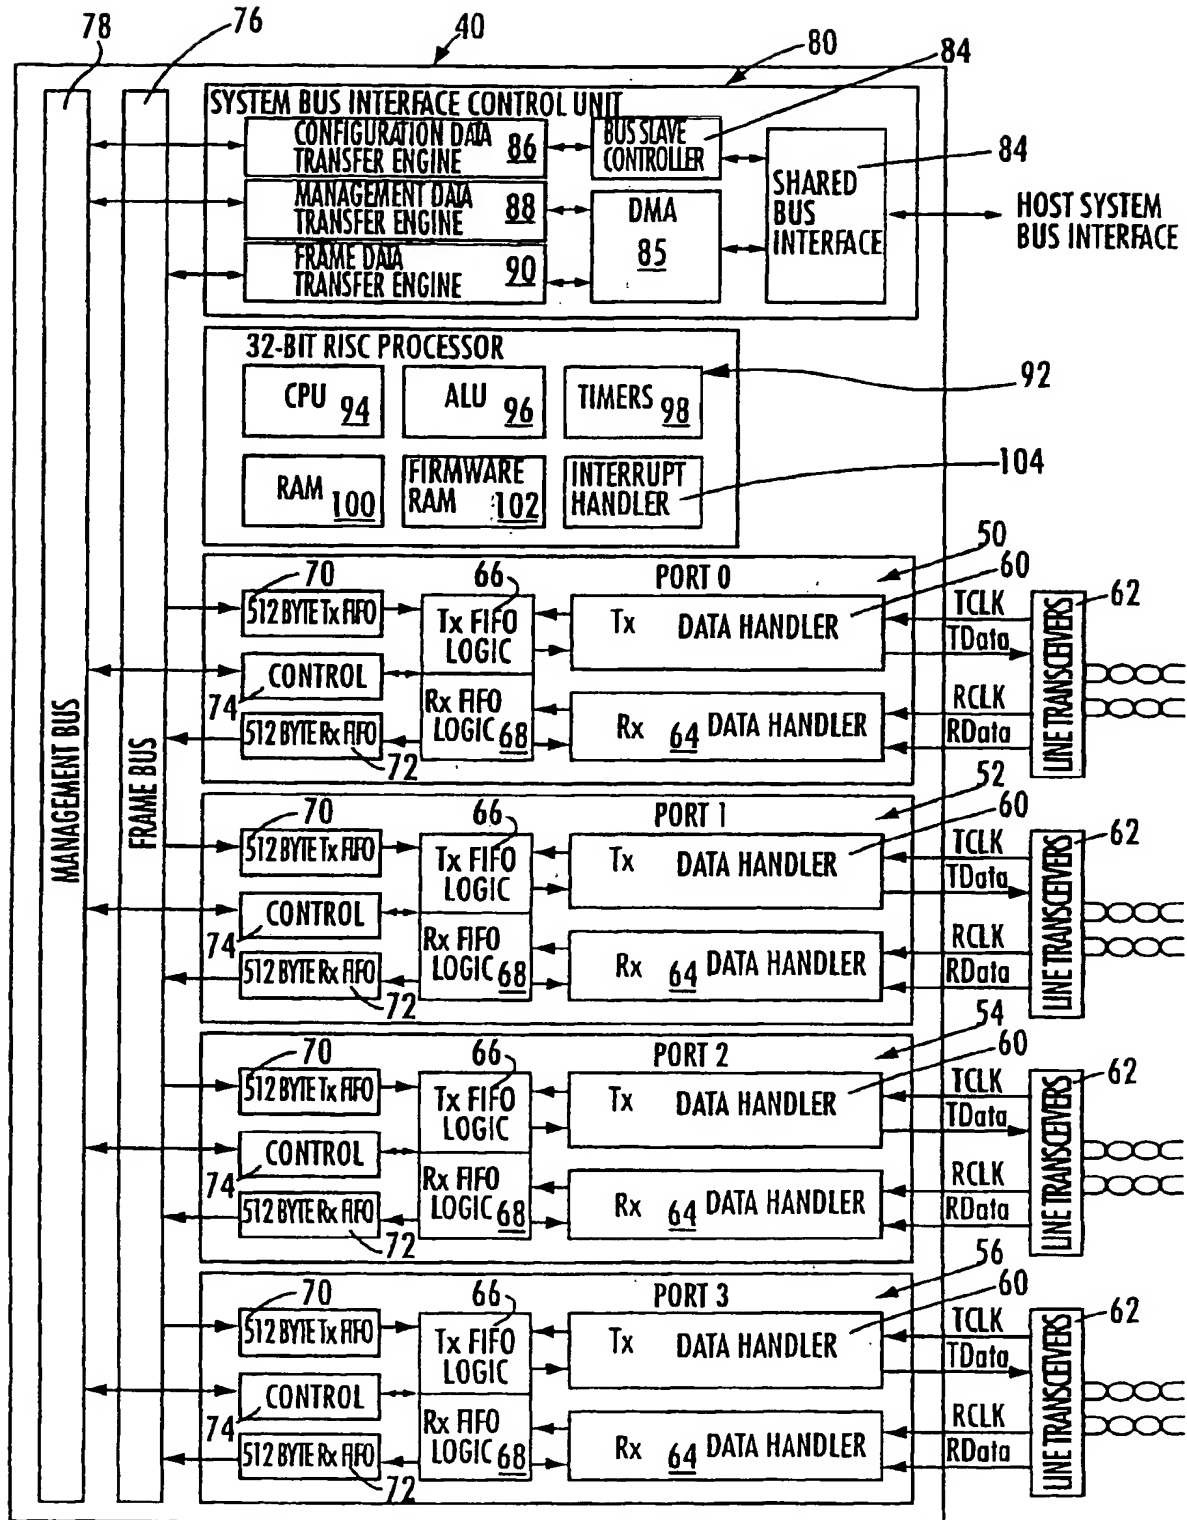 78
76
40
80
84
SYSTEM BUS INTERFACE CONTROL UNIT
CONFIGURATION DATA
TRANSFER ENGINE 86
BUS SLAVE
CONTROLLER
MANAGEMENT DATA
TRANSFER ENGINE 88
DMA
85
FRAME DATA
TRANSFER ENGINE 90
SHARED
BUS
INTERFACE
84
HOST SYSTEM
BUS INTERFACE
32-BIT RISC PROCESSOR
CPU 94
ALU 96
TIMERS 98
92
RAM 100
FIRMWARE
RAM 102
INTERRUPT
HANDLER
104
MANAGEMENT BUS
FRAME BUS
70
66
PORT 0
50
60
62
512 BYTE Tx FIFO
Tx FIFO
LOGIC
Tx DATA HANDLER
TCLK
TData
CONTROL
74
Rx FIFO
LOGIC 68
Rx 64 DATA HANDLER
RCLK
RData
512 BYTE Rx FIFO
72
LINE TRANSCEIVERS
70
66
PORT 1
52
60
62
512 BYTE Tx FIFO
Tx FIFO
LOGIC
Tx DATA HANDLER
TCLK
TData
CONTROL
74
Rx FIFO
LOGIC 68
Rx 64 DATA HANDLER
RCLK
RData
512 BYTE Rx FIFO
72
LINE TRANSCEIVERS
70
66
PORT 2
54
60
62
512 BYTE Tx FIFO
Tx FIFO
LOGIC
Tx DATA HANDLER
TCLK
TData
CONTROL
74
Rx FIFO
LOGIC 68
Rx 64 DATA HANDLER
RCLK
RData
512 BYTE Rx FIFO
72
LINE TRANSCEIVERS
70
66
PORT 3
56
60
62
512 BYTE Tx FIFO
Tx FIFO
LOGIC
Tx DATA HANDLER
TCLK
TData
CONTROL
74
Rx FIFO
LOGIC 68
Rx 64 DATA HANDLER
RCLK
RData
512 BYTE Rx FIFO
72
LINE TRANSCEIVERS